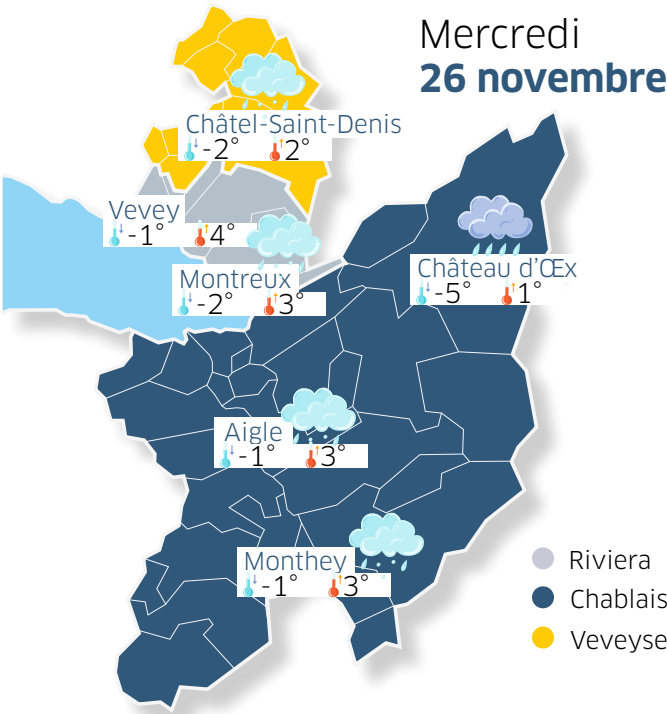 Mercredi
26 novembre
Châtel-Saint-Denis
-2° 2°
Vevey
-1° 4°
Montreux
-2° 3°
Château d'Œx
-5° 1°
Aigle
-1° 3°
Monthey
-1° 3°
Riviera
Chablais
Veveyse